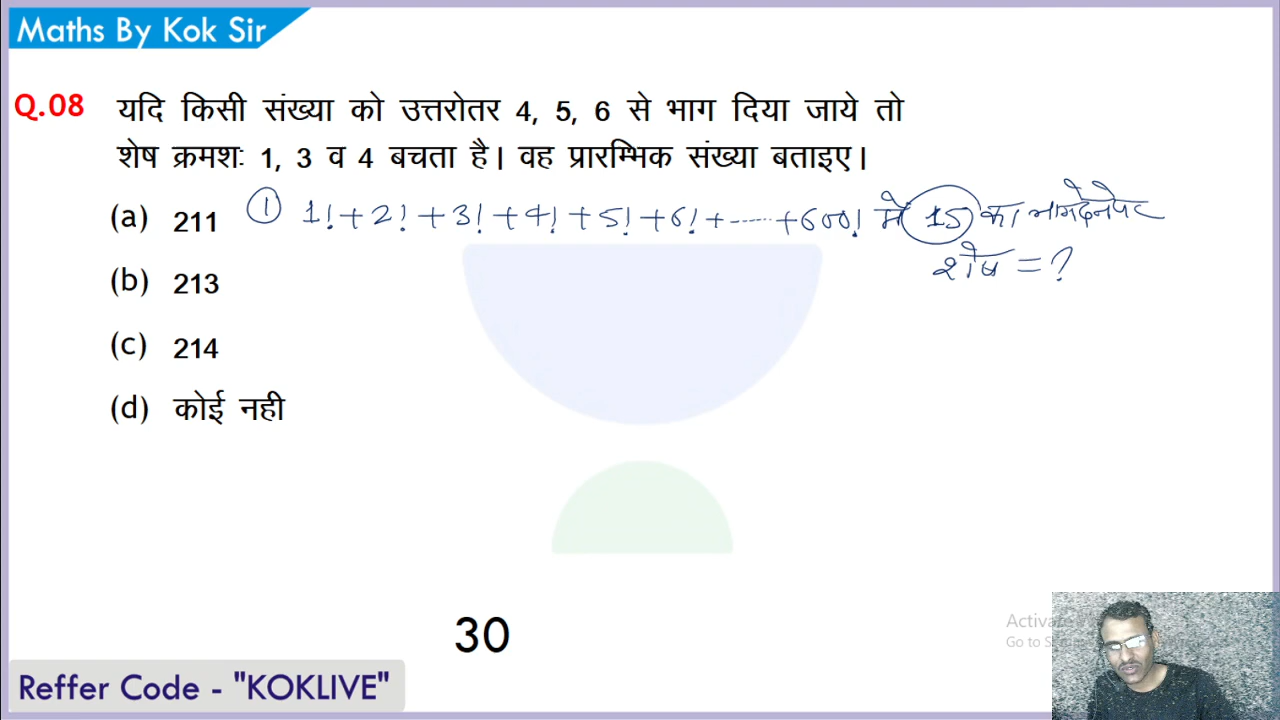 Maths By Kok Sir
Q.08 यदि किसी संख्या को उत्तरोतर 4, 5, 6 से भाग दिया जाये तो
शेष क्रमशः 1, 3 व 4 बचता है। वह प्रारम्भिक संख्या बताइए।
(a) 211
① 1! + 2! + 3! + 4! + 5! + 6! + ...... + 600! में 15 का भाग देने पर
शेष = ?
(b) 213
(c) 214
(d) कोई नही
30
Go to S
Reffer Code - "KOKLIVE"